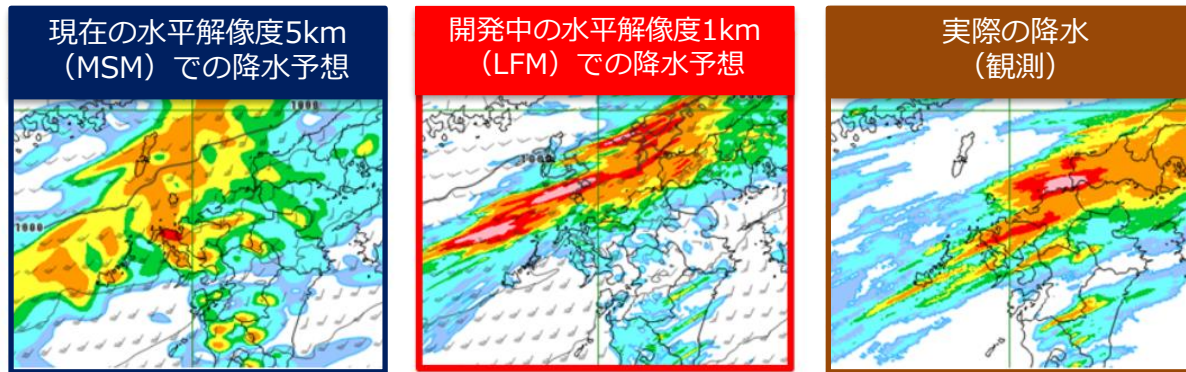 現在の水平解像度5km
（MSM）での降水予想
開発中の水平解像度1km
（LFM）での降水予想
実際の降水
（観測）
1000
1000